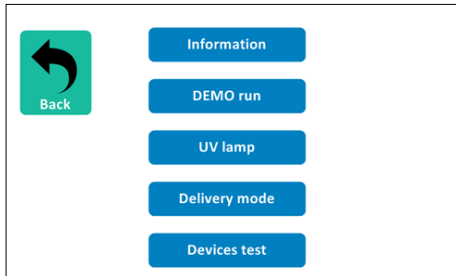 Back
Information
DEMO run
UV lamp
Delivery mode
Devices test